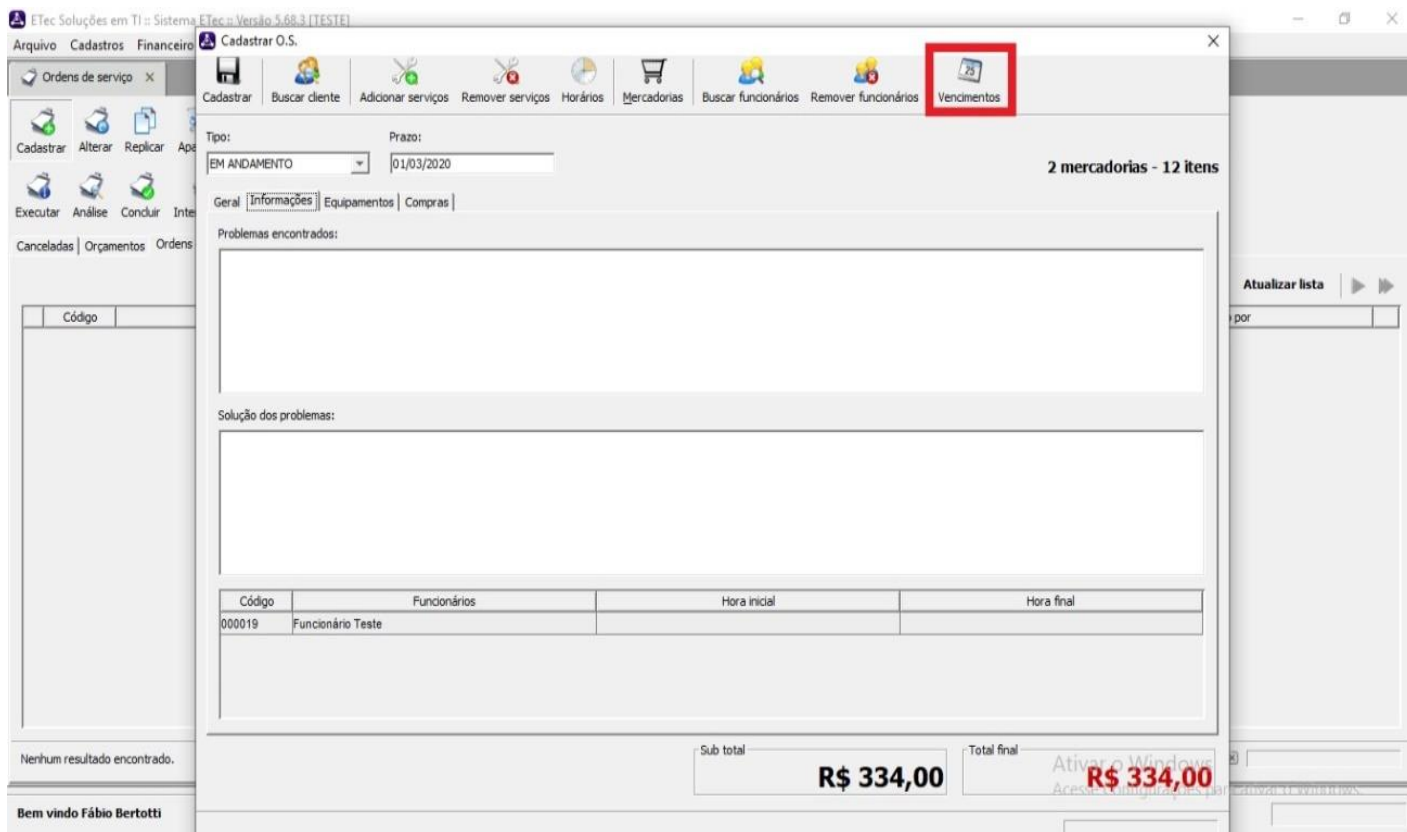 ETec Soluções em TI :: Sistema ETec :: Versão 5.68.3 [TESTE]
Arquivo Cadastros Financeiro
Cadastrar O.S.
Ordens de serviço
Cadastrar Buscar cliente Adicionar serviços Remover serviços Horários Mercadorias Buscar funcionários Remover funcionários Vencimentos
Cadastrar Alterar Replicar
Tipo: Prazo:
EM ANDAMENTO 01/03/2020
2 mercadorias - 12 itens
Executar Análise Concluir
Geral Informações Equipamentos Compras
Canceladas Orçamentos Ordens
Problemas encontrados:
Atualizar lista
Código por
Solução dos problemas:
Código Funcionários Hora inicial Hora final
000019 Funcionário Teste
Nenhum resultado encontrado.
Sub total Total final
R$ 334,00 R$ 334,00
Ativar o Windows
Bem vindo Fábio Bertotti